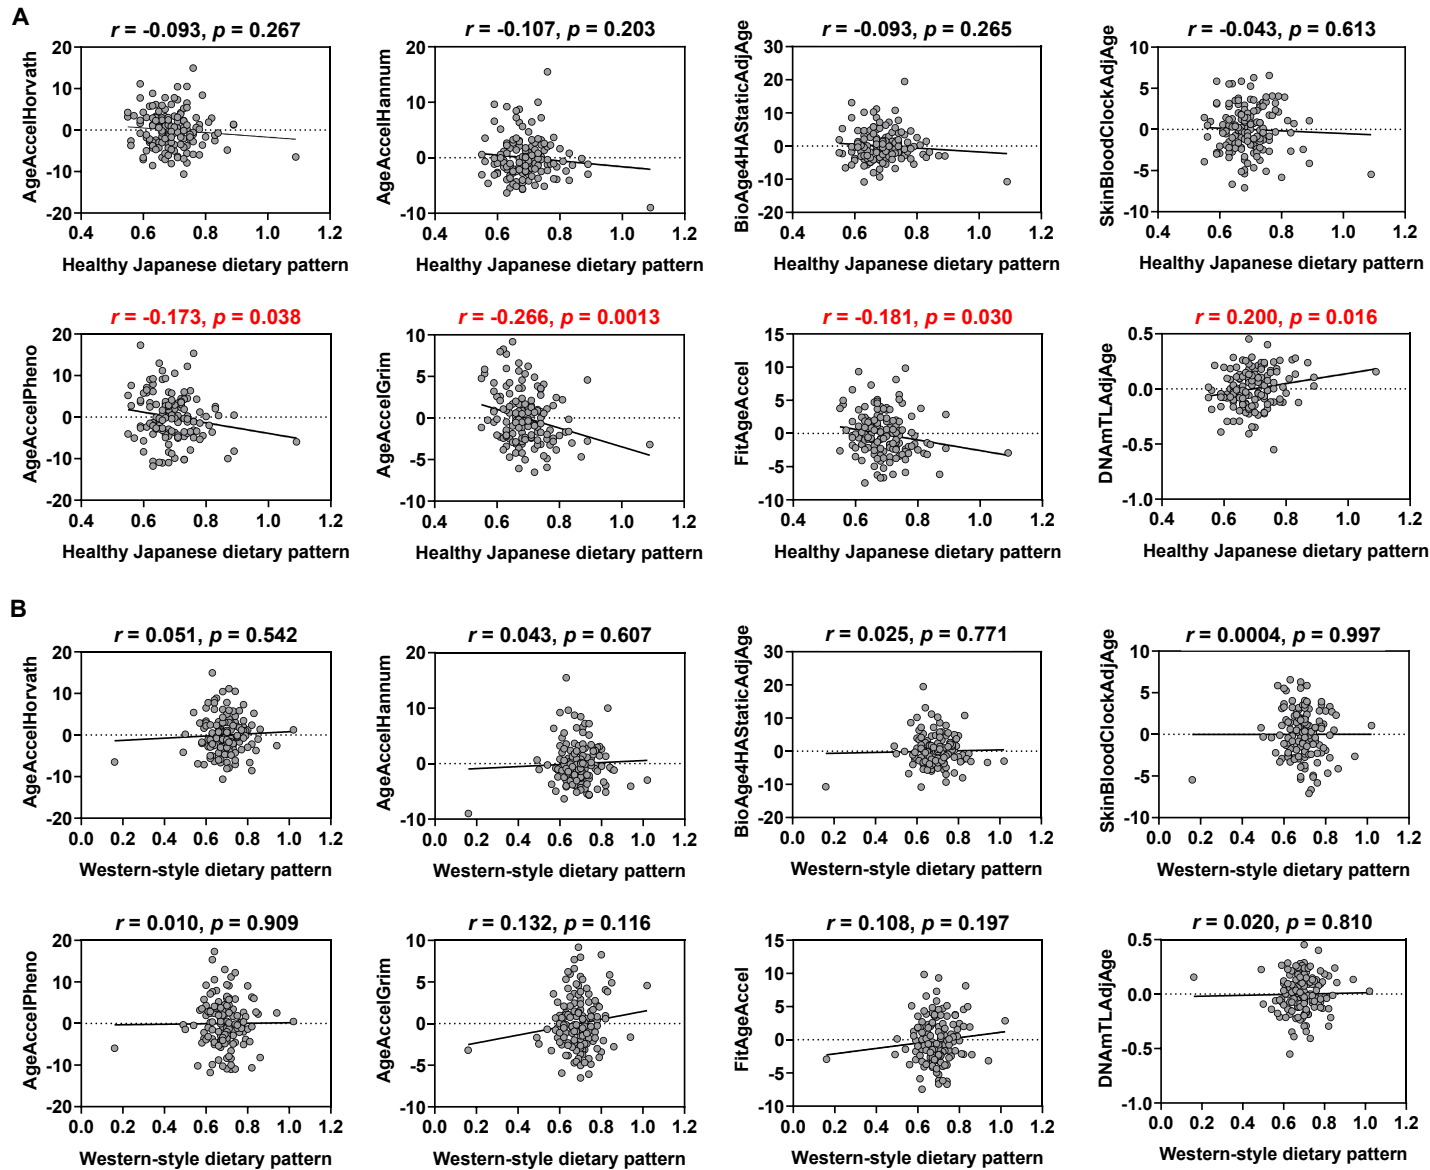 A
r = -0.093, p = 0.267
r = -0.107, p = 0.203
r = -0.093, p = 0.265
r = -0.043, p = 0.613
AgeAccelHorvath
20
10
0
-10
-20
0.4 0.6 0.8 1.0 1.2
Healthy Japanese dietary pattern
AgeAccelHannum
20
10
0
-10
0.4 0.6 0.8 1.0 1.2
Healthy Japanese dietary pattern
BioAge4HAStaticAdjAge
30
20
10
0
-10
-20
0.4 0.6 0.8 1.0 1.2
Healthy Japanese dietary pattern
SkinBloodClockAdjAge
10
5
0
-5
-10
0.4 0.6 0.8 1.0 1.2
Healthy Japanese dietary pattern
r = -0.173, p = 0.038
r = -0.266, p = 0.0013
r = -0.181, p = 0.030
r = 0.200, p = 0.016
AgeAccelPheno
20
10
0
-10
-20
0.4 0.6 0.8 1.0 1.2
Healthy Japanese dietary pattern
AgeAccelGrim
10
5
0
-5
-10
0.4 0.6 0.8 1.0 1.2
Healthy Japanese dietary pattern
FitAgeAccel
15
10
5
0
-5
-10
0.4 0.6 0.8 1.0 1.2
Healthy Japanese dietary pattern
DNAmTLAdjAge
0.5
0.0
-0.5
-1.0
0.4 0.6 0.8 1.0 1.2
Healthy Japanese dietary pattern
B
r = 0.051, p = 0.542
r = 0.043, p = 0.607
r = 0.025, p = 0.771
r = 0.0004, p = 0.997
AgeAccelHorvath
20
10
0
-10
-20
0.0 0.2 0.4 0.6 0.8 1.0 1.2
Western-style dietary pattern
AgeAccelHannum
20
10
0
-10
0.0 0.2 0.4 0.6 0.8 1.0 1.2
Western-style dietary pattern
BioAge4HAStaticAdjAge
30
20
10
0
-10
-20
0.0 0.2 0.4 0.6 0.8 1.0 1.2
Western-style dietary pattern
SkinBloodClockAdjAge
10
5
0
-5
-10
0.0 0.2 0.4 0.6 0.8 1.0 1.2
Western-style dietary pattern
r = 0.010, p = 0.909
r = 0.132, p = 0.116
r = 0.108, p = 0.197
r = 0.020, p = 0.810
AgeAccelPheno
20
10
0
-10
-20
0.0 0.2 0.4 0.6 0.8 1.0 1.2
Western-style dietary pattern
AgeAccelGrim
10
5
0
-5
-10
0.0 0.2 0.4 0.6 0.8 1.0 1.2
Western-style dietary pattern
FitAgeAccel
15
10
5
0
-5
-10
0.0 0.2 0.4 0.6 0.8 1.0 1.2
Western-style dietary pattern
DNAmTLAdjAge
0.5
0.0
-0.5
-1.0
0.0 0.2 0.4 0.6 0.8 1.0 1.2
Western-style dietary pattern